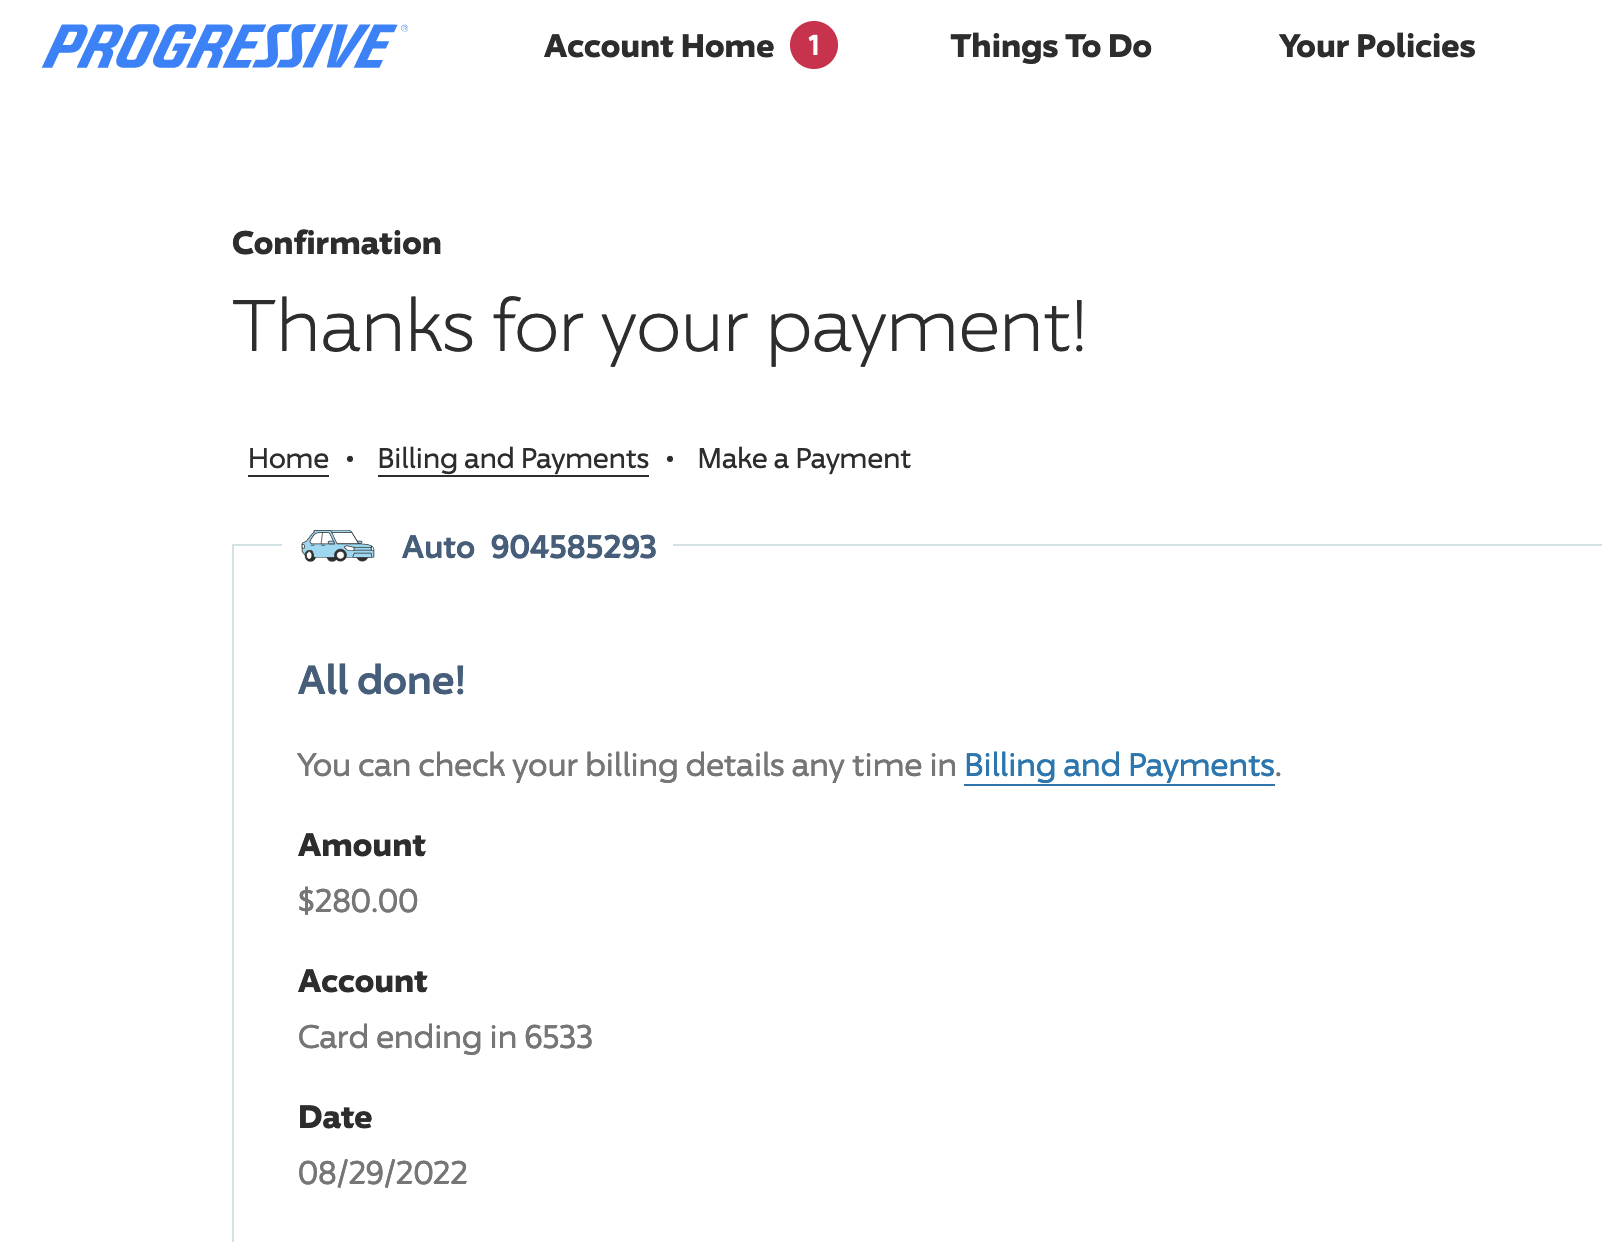 PROGRESSIVE®
Account Home 1 Things To Do Your Policies
Confirmation
Thanks for your payment!
Home • Billing and Payments • Make a Payment
Auto 904585293
All done!
You can check your billing details any time in Billing and Payments.
Amount
$280.00
Account
Card ending in 6533
Date
08/29/2022